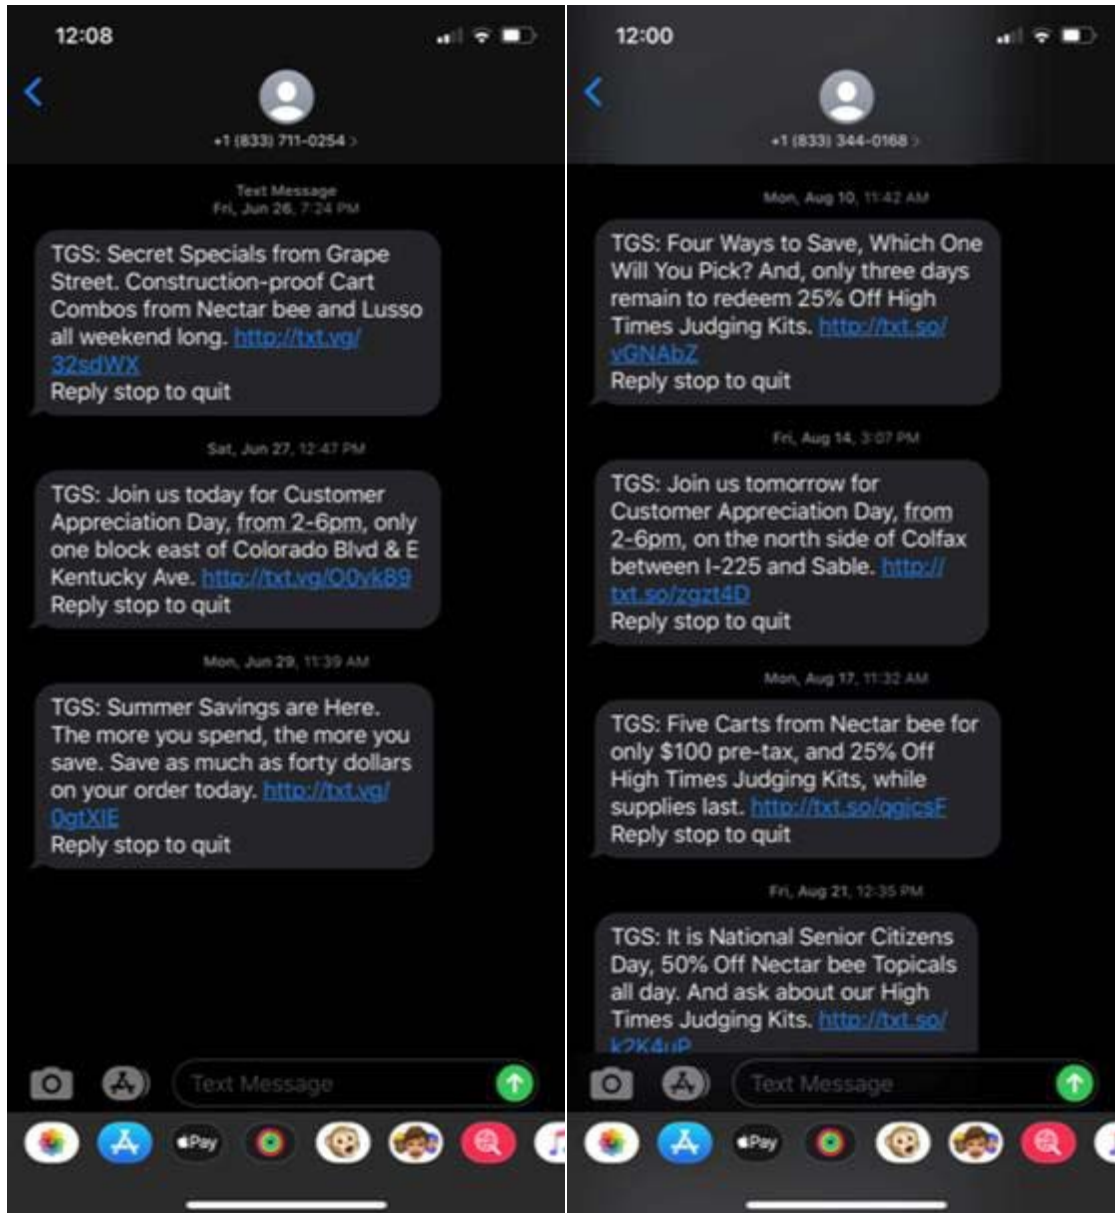 12:08
+1 (833) 711-0254 >
Text Message
Fri, Jun 26, 7:24 PM
TGS: Secret Specials from Grape
Street. Construction-proof Cart
Combos from Nectar bee and Lusso
all weekend long. http://txt.vg/
32sdWX
Reply stop to quit
Sat, Jun 27, 12:47 PM
TGS: Join us today for Customer
Appreciation Day, from 2-6pm, only
one block east of Colorado Blvd & E
Kentucky Ave. http://txt.vg/O0vk89
Reply stop to quit
Mon, Jun 29, 11:39 AM
TGS: Summer Savings are Here.
The more you spend, the more you
save. Save as much as forty dollars
on your order today. http://txt.vg/
0gtXIE
Reply stop to quit
Text Message
Pay
12:00
+1 (833) 344-0168 >
Mon, Aug 10, 11:42 AM
TGS: Four Ways to Save, Which One
Will You Pick? And, only three days
remain to redeem 25% Off High
Times Judging Kits. http://txt.so/
vGNAbZ
Reply stop to quit
Fri, Aug 14, 3:07 PM
TGS: Join us tomorrow for
Customer Appreciation Day, from
2-6pm, on the north side of Colfax
between I-225 and Sable. http://
txt.so/zgzt4D
Reply stop to quit
Mon, Aug 17, 11:32 AM
TGS: Five Carts from Nectar bee for
only $100 pre-tax, and 25% Off
High Times Judging Kits, while
supplies last. http://txt.so/qgjcsF
Reply stop to quit
Fri, Aug 21, 12:35 PM
TGS: It is National Senior Citizens
Day, 50% Off Nectar bee Topicals
all day. And ask about our High
Times Judging Kits. http://txt.so/
k2K4uP
Text Message
Pay